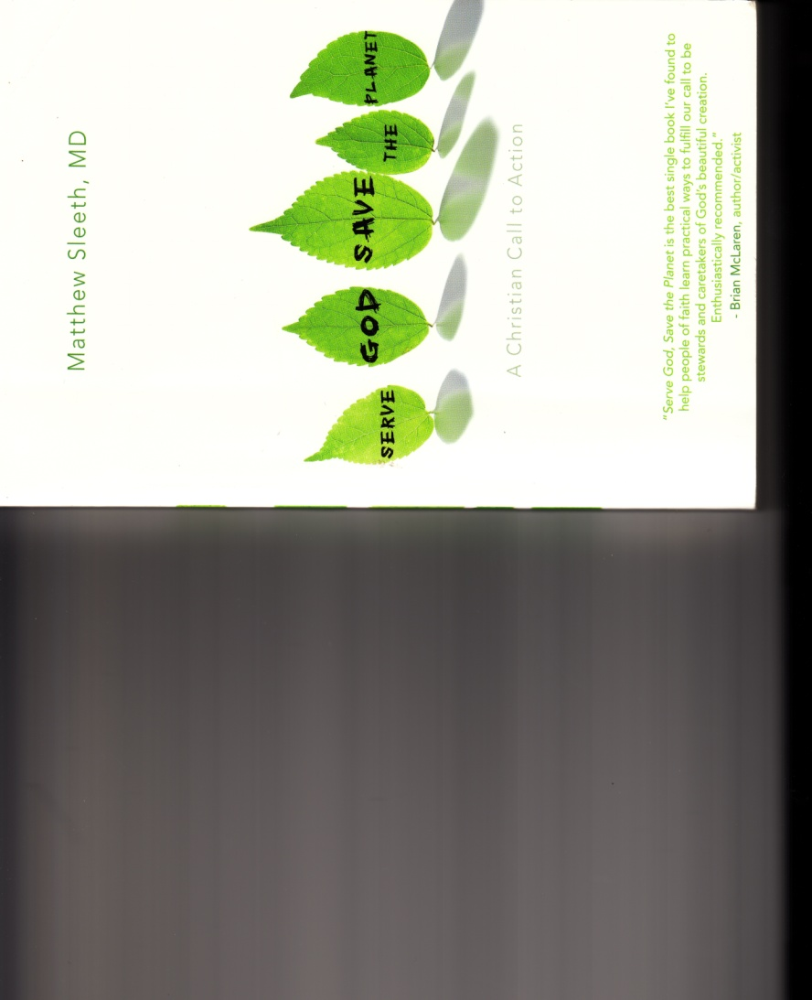 Matthew Sleeth, MD
SERVE GOD SAVE THE PLANET
A Christian Call to Action
"Serve God, Save the Planet is the best single book I've found to
help people of faith learn practical ways to fulfill our call to be
stewards and caretakers of God's beautiful creation.
Enthusiastically recommended."
- Brian McLaren, author/activist